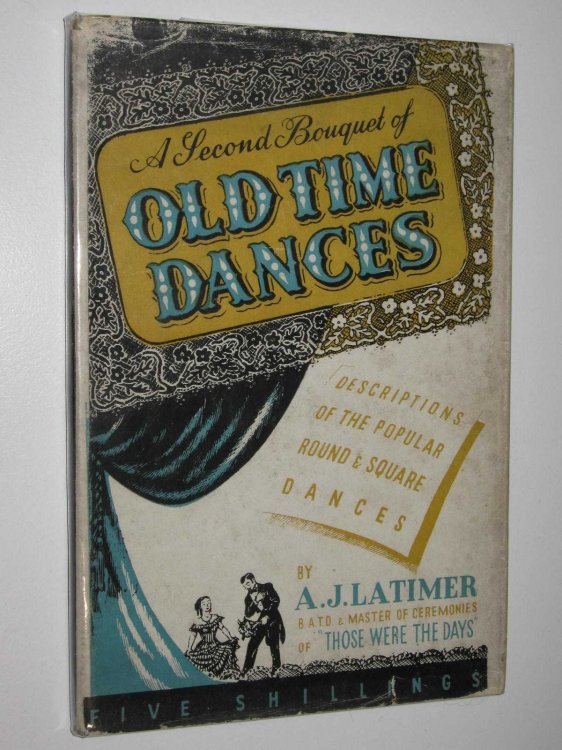 A Second Bouquet of
OLD TIME
DANCES
DESCRIPTIONS
OF THE POPULAR
ROUND & SQUARE
DANCES
BY
A.J. LATIMER
B.A.T.D. & MASTER OF CEREMONIES
OF "THOSE WERE THE DAYS"
FIVE SHILLINGS